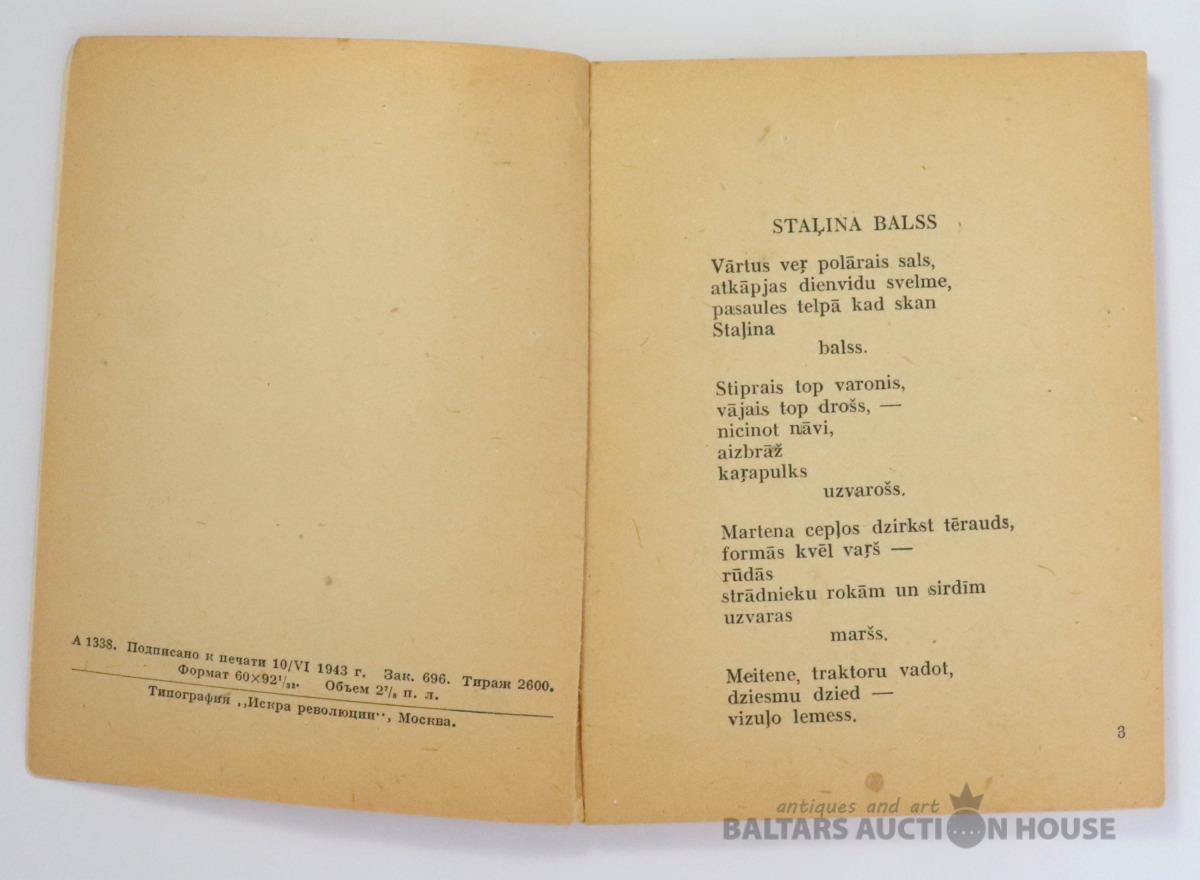 А 1338. Подписано к печати 10/VI 1943 г. Зак. 696. Тираж 2600.
Формат 60×92¹/₃₂. Объем 2⁷/₈ п. л.
Типография ,,Искра революции“, Москва.
STAĻINA BALSS
Vārtus veŗ polārais sals,
atkāpjas dienvidu svelme,
pasaules telpā kad skan
Staļina
balss.
Stiprais top varonis,
vājais top drošs, —
nicinot nāvi,
aizbrāž
kaŗapulks
uzvarošs.
Martena cepļos dzirkst tērauds,
formās kvēl vaŗš —
rūdās
strādnieku rokām un sirdīm
uzvaras
maršs.
Meitene, traktoru vadot,
dziesmu dzied —
vizuļo lemess.
3
antiques and art
BALTARS AUCTION HOUSE